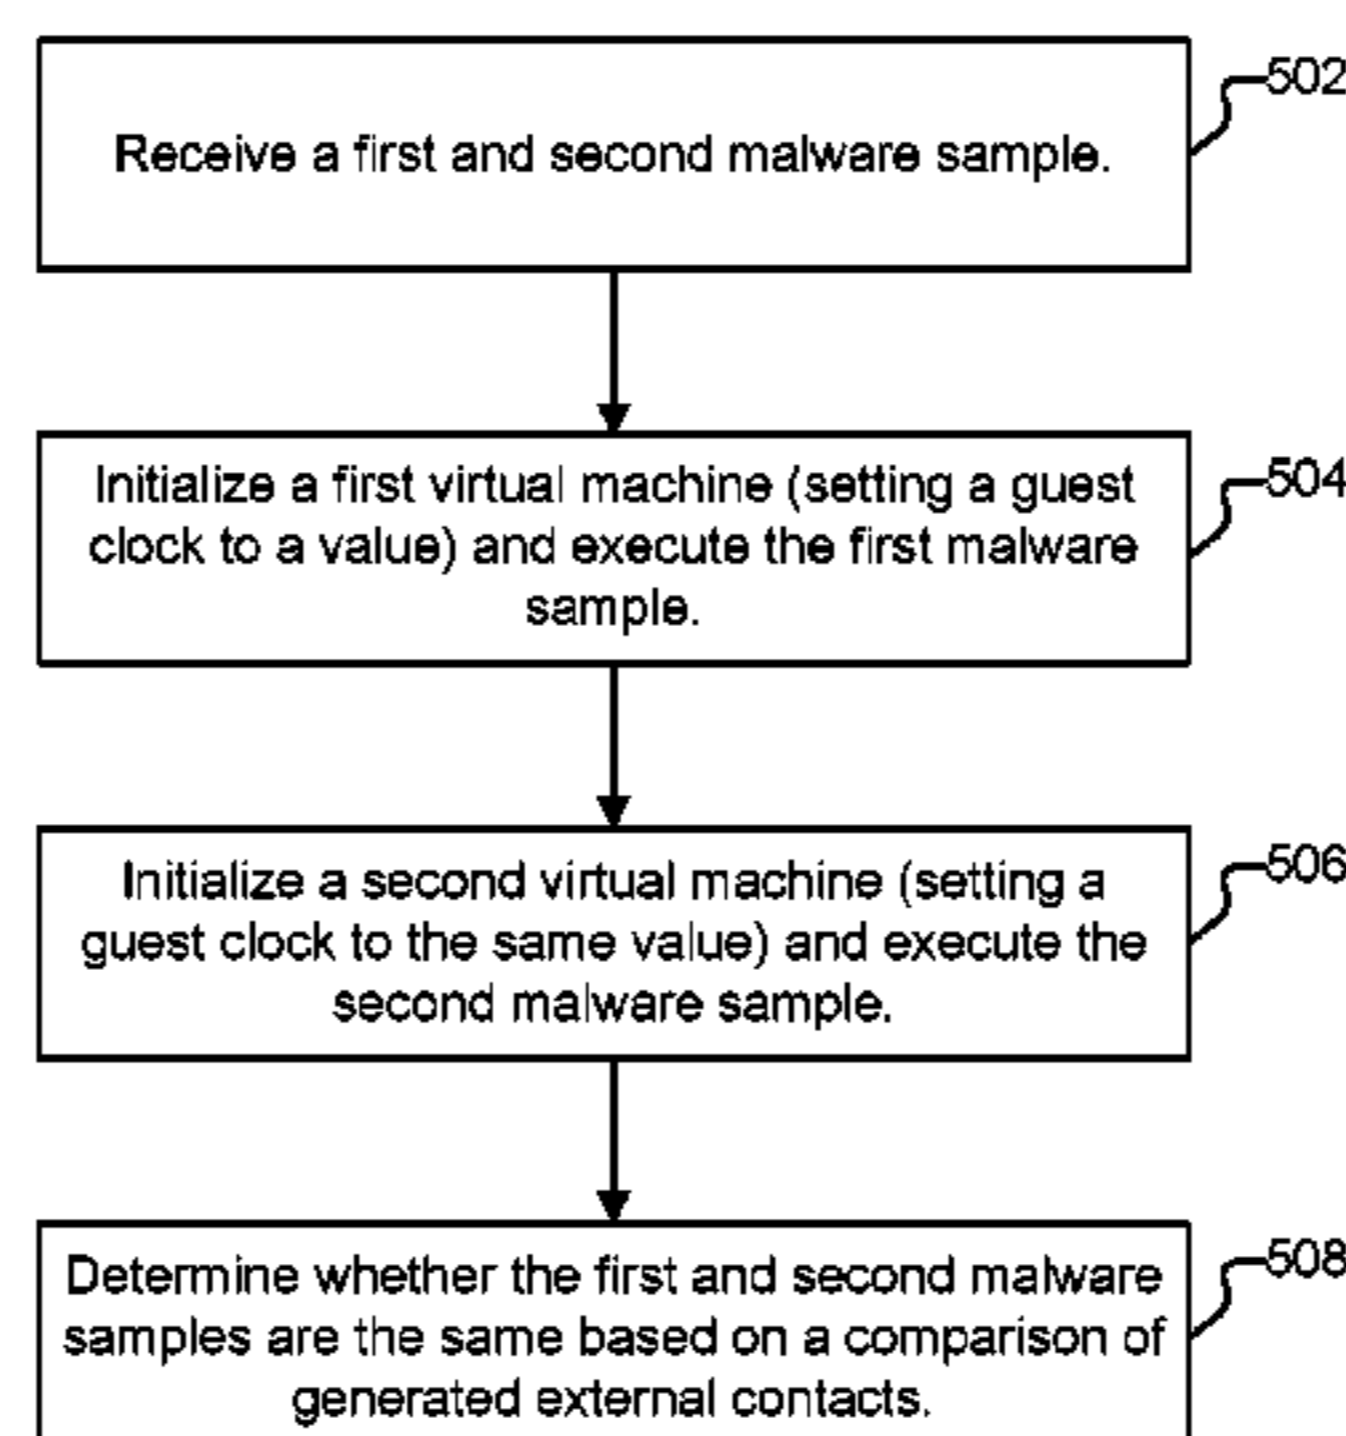 502
Receive a first and second malware sample.
504
Initialize a first virtual machine (setting a guest
clock to a value) and execute the first malware
sample.
506
Initialize a second virtual machine (setting a
guest clock to the same value) and execute the
second malware sample.
508
Determine whether the first and second malware
samples are the same based on a comparison of
generated external contacts.